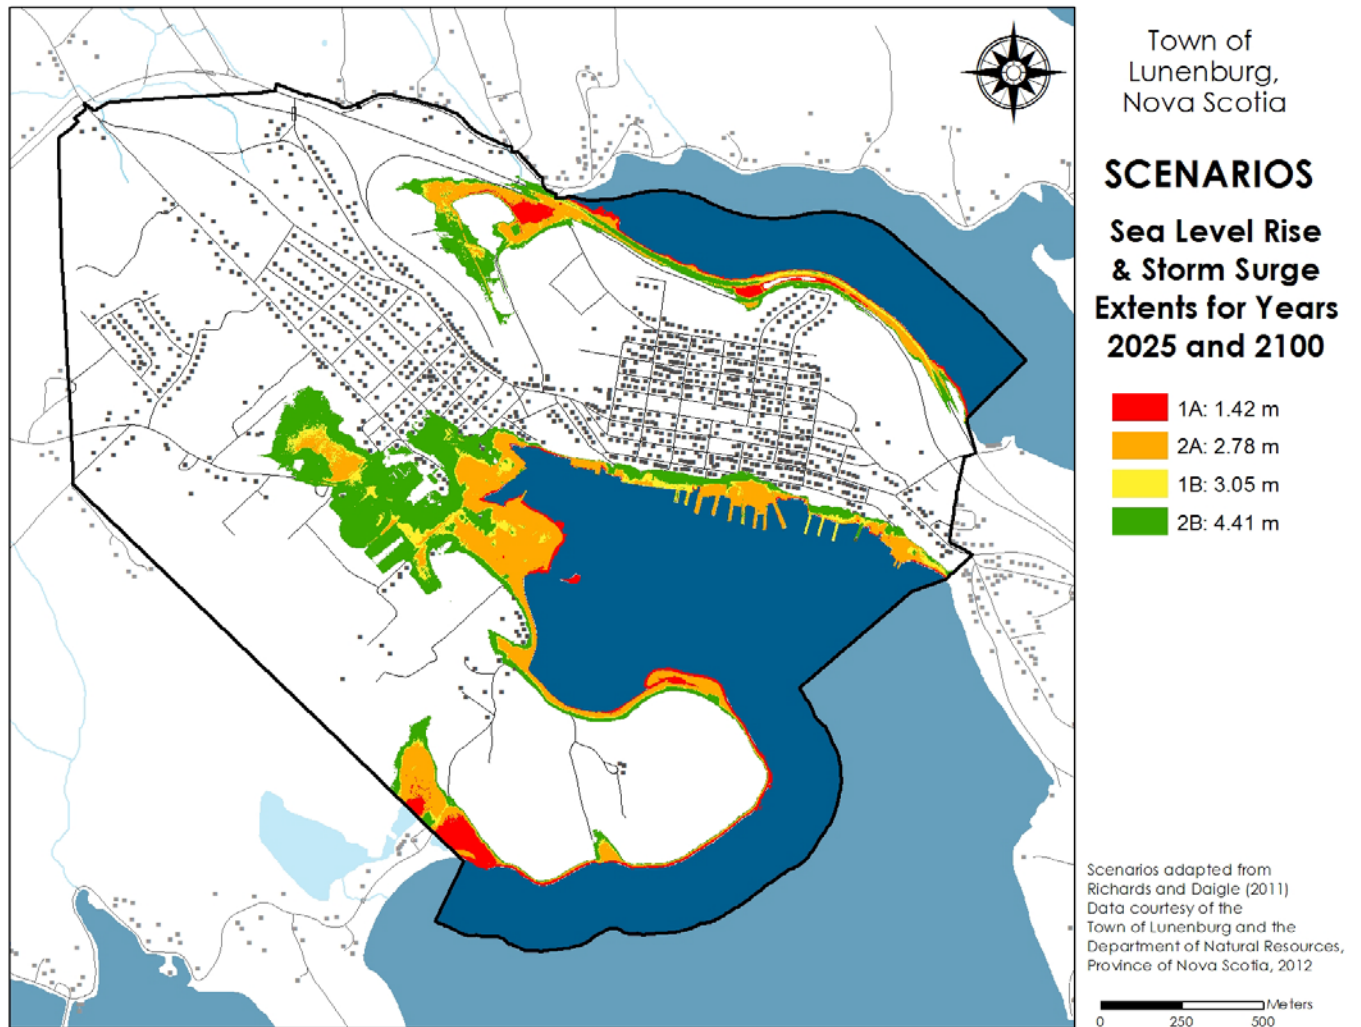 Town of
Lunenburg,
Nova Scotia
SCENARIOS
Sea Level Rise
& Storm Surge
Extents for Years
2025 and 2100
1A: 1.42 m
2A: 2.78 m
1B: 3.05 m
2B: 4.41 m
Scenarios adapted from
Richards and Daigle (2011)
Data courtesy of the
Town of Lunenburg and the
Department of Natural Resources,
Province of Nova Scotia, 2012
Meters
0 250 500